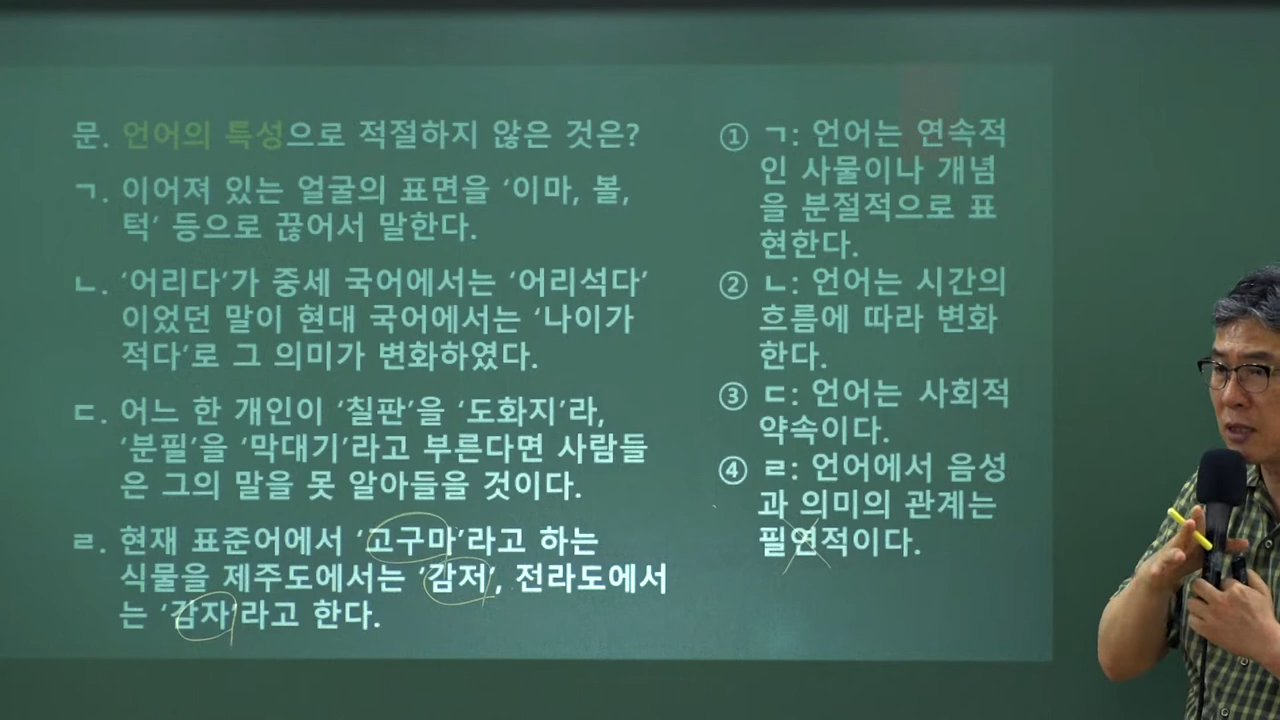 문. 언어의 특성으로 적절하지 않은 것은?
ㄱ. 이어져 있는 얼굴의 표면을 ‘이마, 볼,
턱’ 등으로 끊어서 말한다.
ㄴ. ‘어리다’가 중세 국어에서는 ‘어리석다’
이었던 말이 현대 국어에서는 ‘나이가
적다’로 그 의미가 변화하였다.
ㄷ. 어느 한 개인이 ‘칠판’을 ‘도화지’라,
‘분필’을 ‘막대기’라고 부른다면 사람들
은 그의 말을 못 알아들을 것이다.
ㄹ. 현재 표준어에서 ‘고구마’라고 하는
식물을 제주도에서는 ‘감저’, 전라도에서
는 ‘감자’라고 한다.
① ㄱ: 언어는 연속적
인 사물이나 개념
을 분절적으로 표
현한다.
② ㄴ: 언어는 시간의
흐름에 따라 변화
한다.
③ ㄷ: 언어는 사회적
약속이다.
④ ㄹ: 언어에서 음성
과 의미의 관계는
필연적이다.